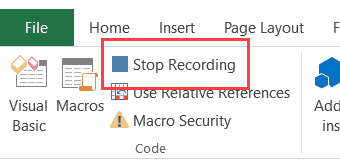 File Home Insert Page Layout F
Stop Recording
Visual Basic
Macros
Use Relative References
Macro Security
Add
ins
Code